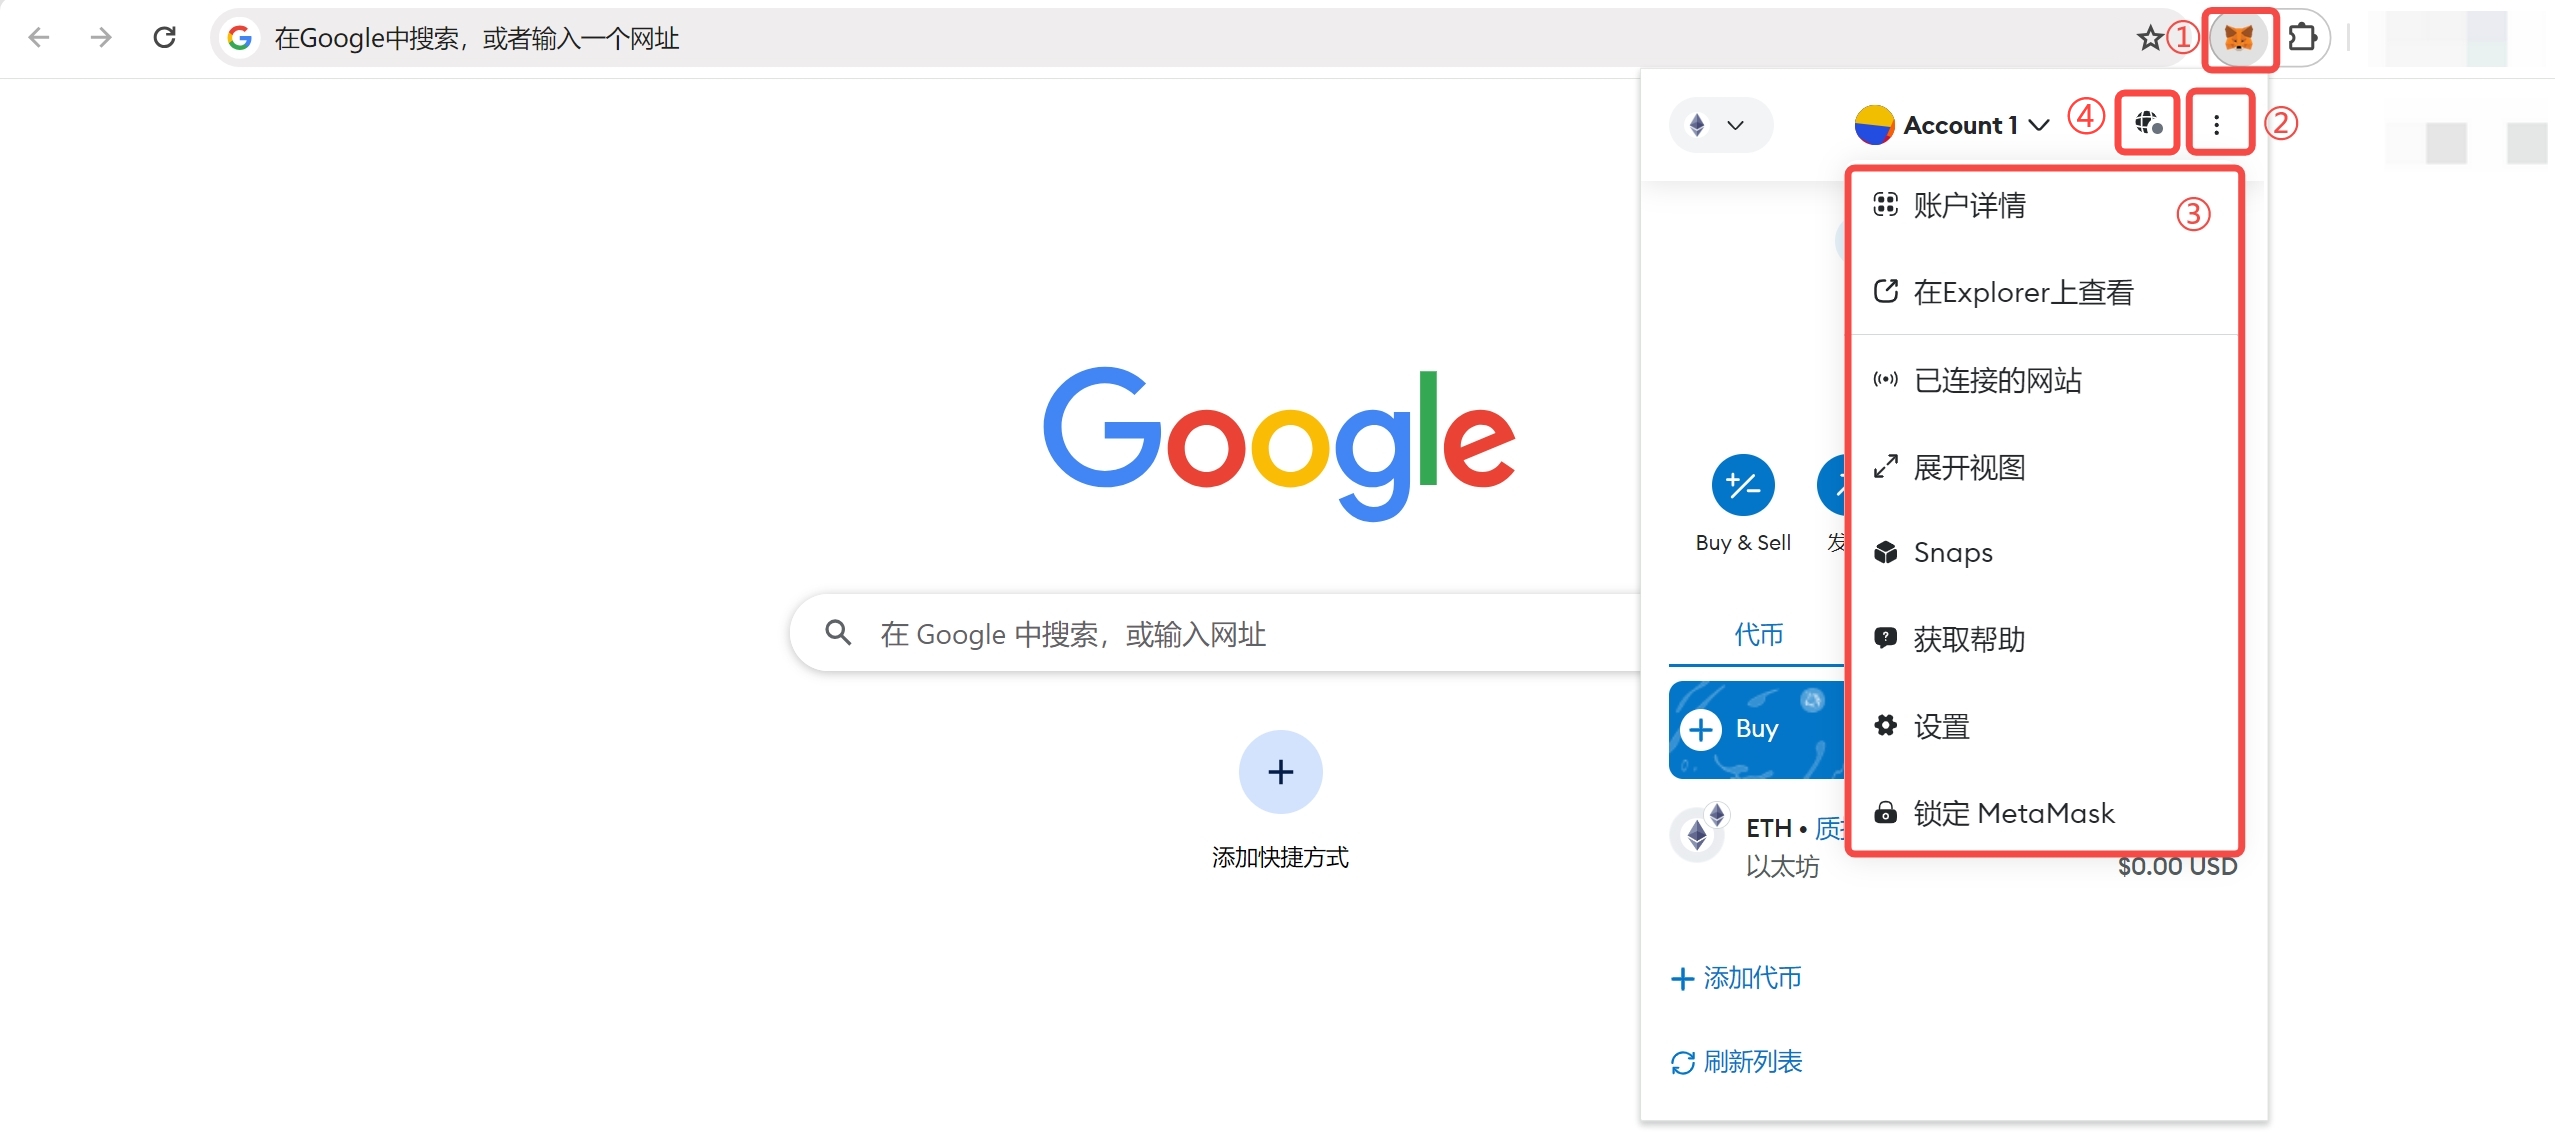 在Google中搜索，或者输入一个网址
①
Account 1
④
②
账户详情
③
在Explorer上查看
已连接的网站
展开视图
Snaps
获取帮助
设置
锁定 MetaMask
Google
Buy & Sell
发
在 Google 中搜索，或输入网址
代币
Buy
添加快捷方式
ETH • 质
以太坊
$0.00 USD
添加代币
刷新列表